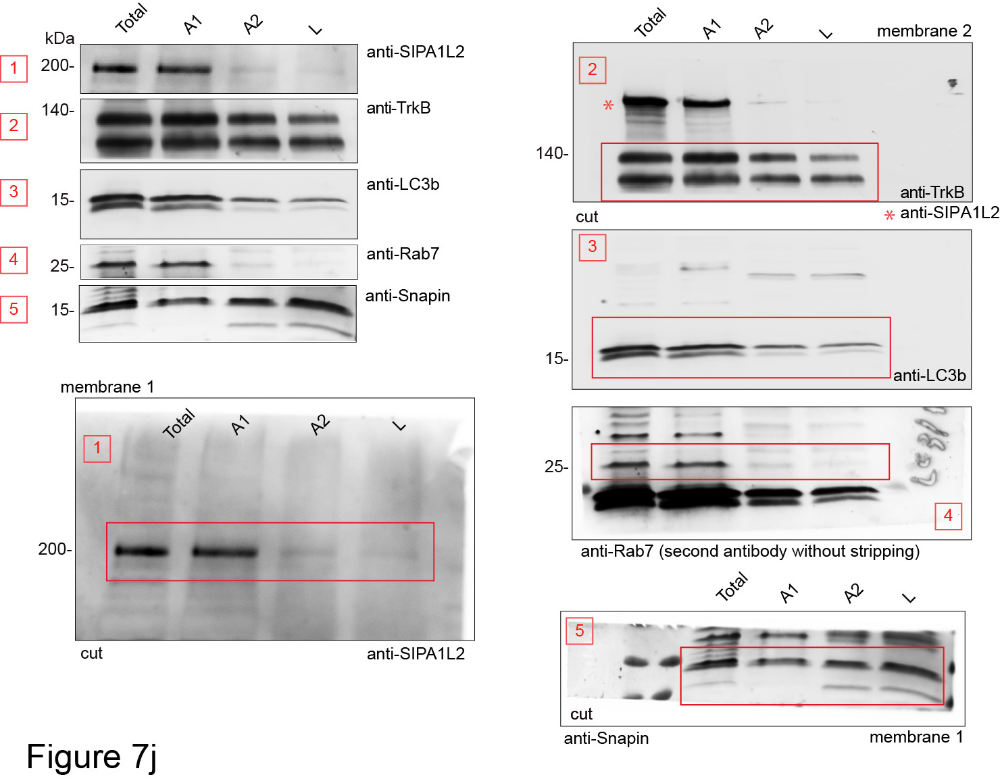 Total A1 A2 L
kDa
1 200- anti-SIPA1L2
2 140- anti-TrkB
3 15- anti-LC3b
4 25- anti-Rab7
5 15- anti-Snapin
membrane 1
Total A1 A2 L
1
200-
cut anti-SIPA1L2
Total A1 A2 L membrane 2
2
*
140-
anti-TrkB
cut * anti-SIPA1L2
3
15-
anti-LC3b
25-
4
anti-Rab7 (second antibody without stripping)
Total A1 A2 L
5
cut
anti-Snapin membrane 1
Figure 7j